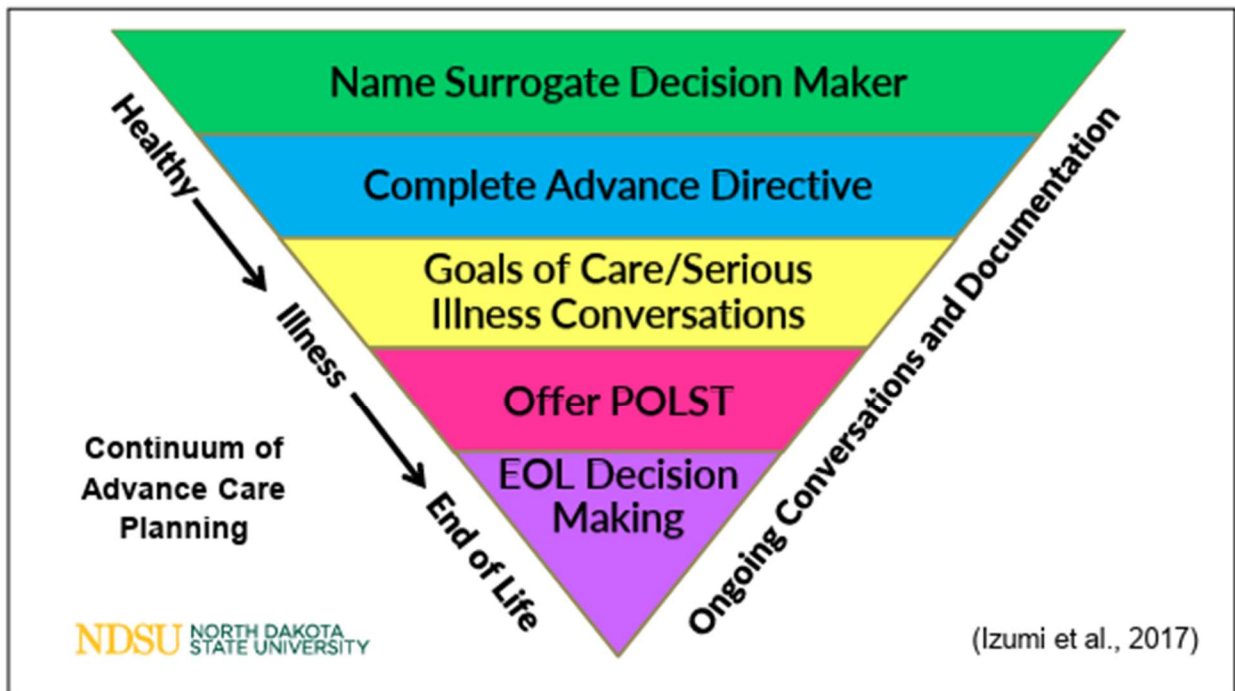 Name Surrogate Decision Maker
Complete Advance Directive
Goals of Care/Serious
Illness Conversations
Offer POLST
EOL Decision
Making
Healthy
Illness
End of Life
Ongoing Conversations and Documentation
Continuum of
Advance Care
Planning
NDSU NORTH DAKOTA
STATE UNIVERSITY
(Izumi et al., 2017)